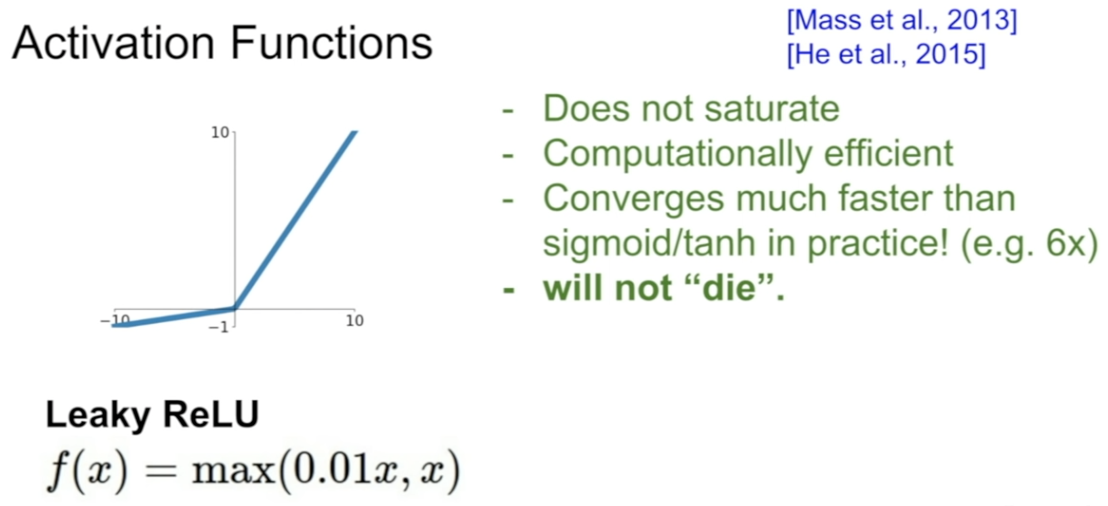 Activation Functions
[Mass et al., 2013]
[He et al., 2015]
- Does not saturate
- Computationally efficient
- Converges much faster than
sigmoid/tanh in practice! (e.g. 6x)
- will not “die”.
10
−10
−1
10
Leaky ReLU
f(x) = max(0.01x, x)